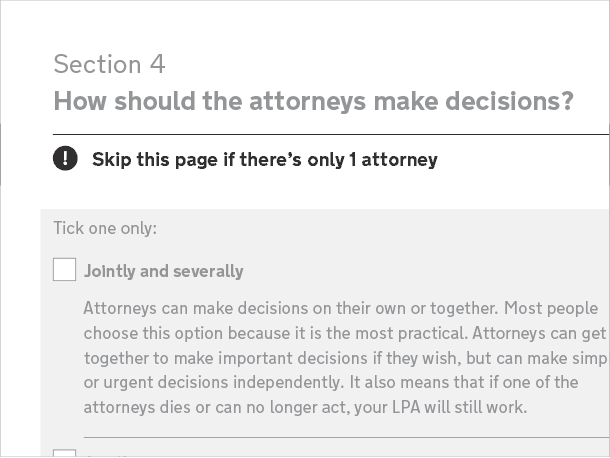 Section 4
How should the attorneys make decisions?
! Skip this page if there's only 1 attorney
Tick one only:
Jointly and severally
Attorneys can make decisions on their own or together. Most people
choose this option because it is the most practical. Attorneys can get
together to make important decisions if they wish, but can make simp
or urgent decisions independently. It also means that if one of the
attorneys dies or can no longer act, your LPA will still work.